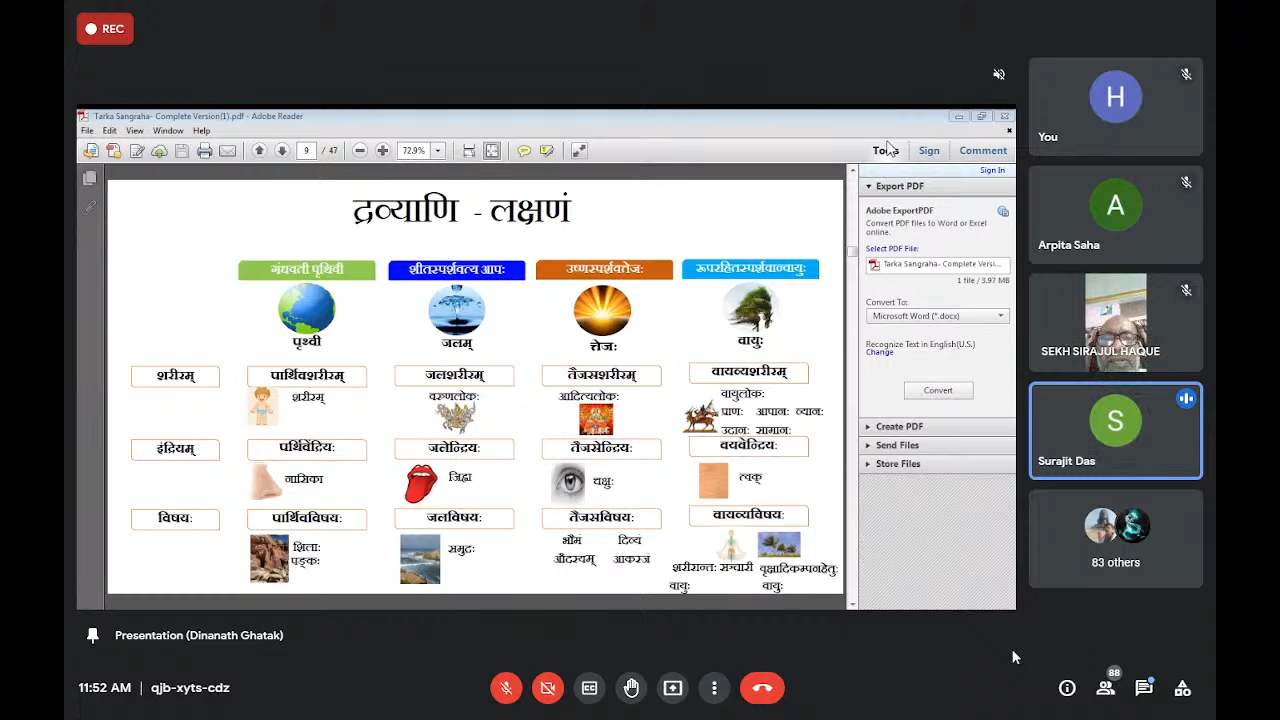 REC
Tarka Sangraha- Complete Version(1).pdf - Adobe Reader
File Edit View Window Help
9 / 47 72.9% Tools Sign Comment
Sign In
Export PDF
Adobe ExportPDF
Convert PDF files to Word or Excel
online.
Select PDF File:
Tarka Sangraha- Complete Versi...
1 file / 3.97 MB
Convert To:
Microsoft Word (*.docx)
Recognize Text in English(U.S.)
Change
Convert
Create PDF
Send Files
Store Files
द्रव्याणि - लक्षणं
गंधवती पृथिवी शीतस्पर्शवत्य आपः उष्णस्पर्शवत्तेजः रूपरहितस्पर्शवान्वायुः
पृथ्वी जलम् त्तेजः वायुः
शरीरम् पार्थिवशरीरम् जलशरीरम् तैजसशरीरम् वायव्यशरीरम्
शरीरम् वरुणलोकः आदित्यलोकः वायुलोकः
प्राणः आपानः व्यानः
उदानः सामानः
इंद्रियम् पर्थिवेंद्रियः जलेन्द्रियः तैजसेन्द्रियः वयवेन्द्रियः
नासिका जिह्वा चक्षुः त्वक्
विषयः पार्थिवविषयः जलविषयः तैजसविषयः वायव्यविषयः
शिलाः
पङ्कः
समुद्रः
भौमं दिव्यं
औदरयम् आकरजं
शरीरान्तः सञ्चारी वृक्षादिकम्पनहेतुः
वायुः वायुः
H
You
A
Arpita Saha
SEKH SIRAJUL HAQUE
S
Surajit Das
83 others
Presentation (Dinanath Ghatak)
11:52 AM | qjb-xyts-cdz
88